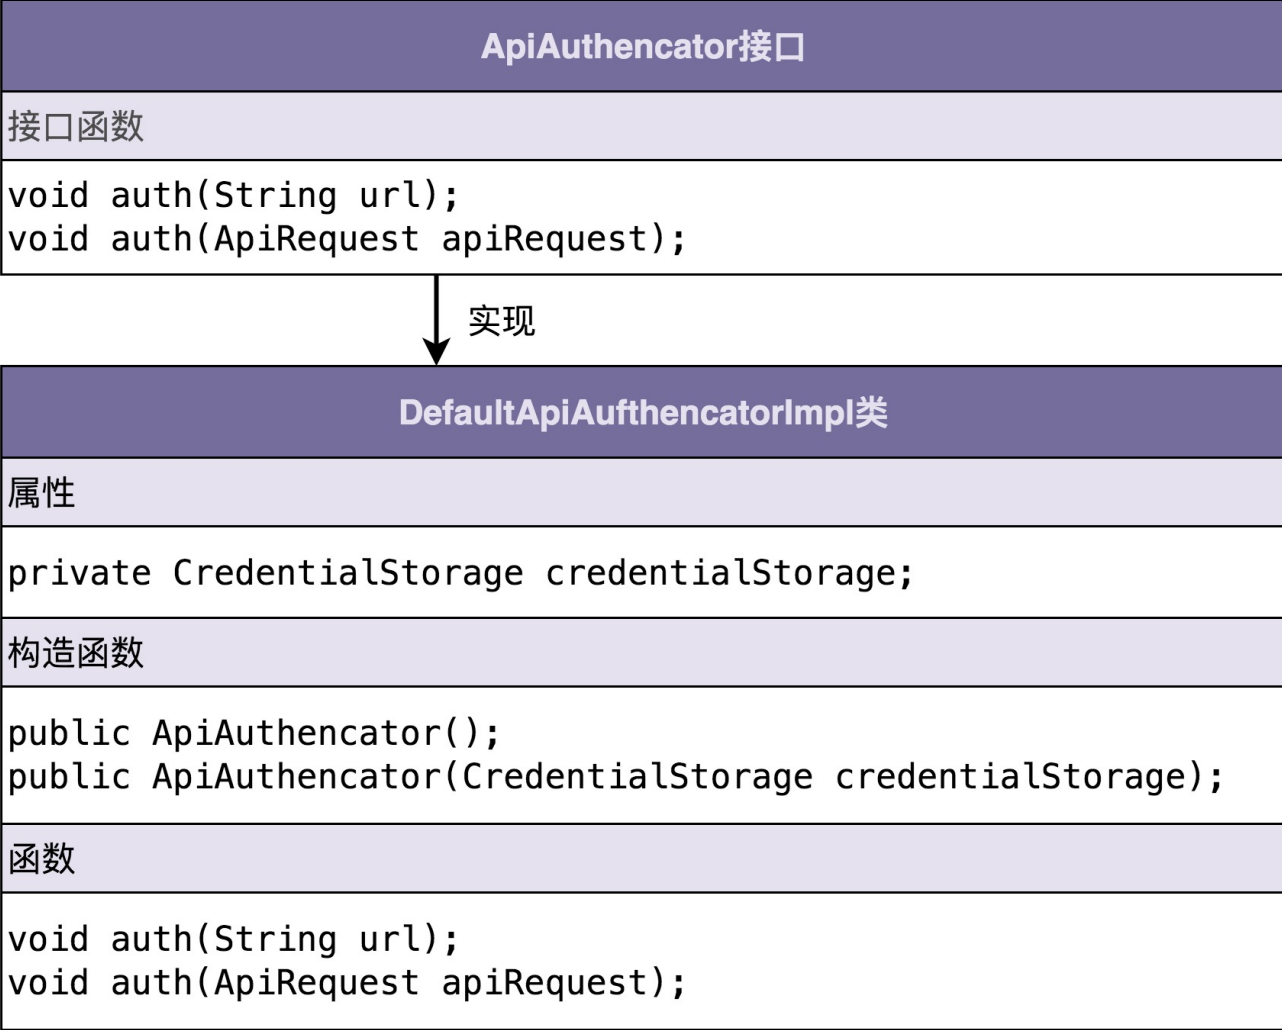 ApiAuthencator接口
接口函数
void auth(String url);
void auth(ApiRequest apiRequest);
实现
DefaultApiAufthencatorImpl类
属性
private CredentialStorage credentialStorage;
构造函数
public ApiAuthencator();
public ApiAuthencator(CredentialStorage credentialStorage);
函数
void auth(String url);
void auth(ApiRequest apiRequest);